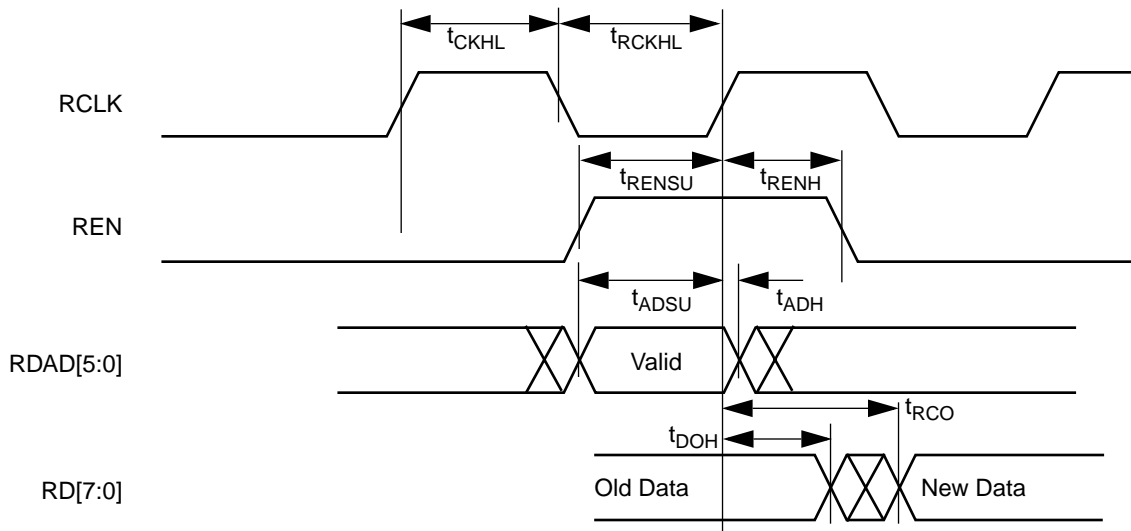 tCKHL tRCKHL
RCLK
tRENSU tRENH
REN
tADSU tADH
RDAD[5:0] Valid
tRCO
tDOH
RD[7:0] Old Data New Data